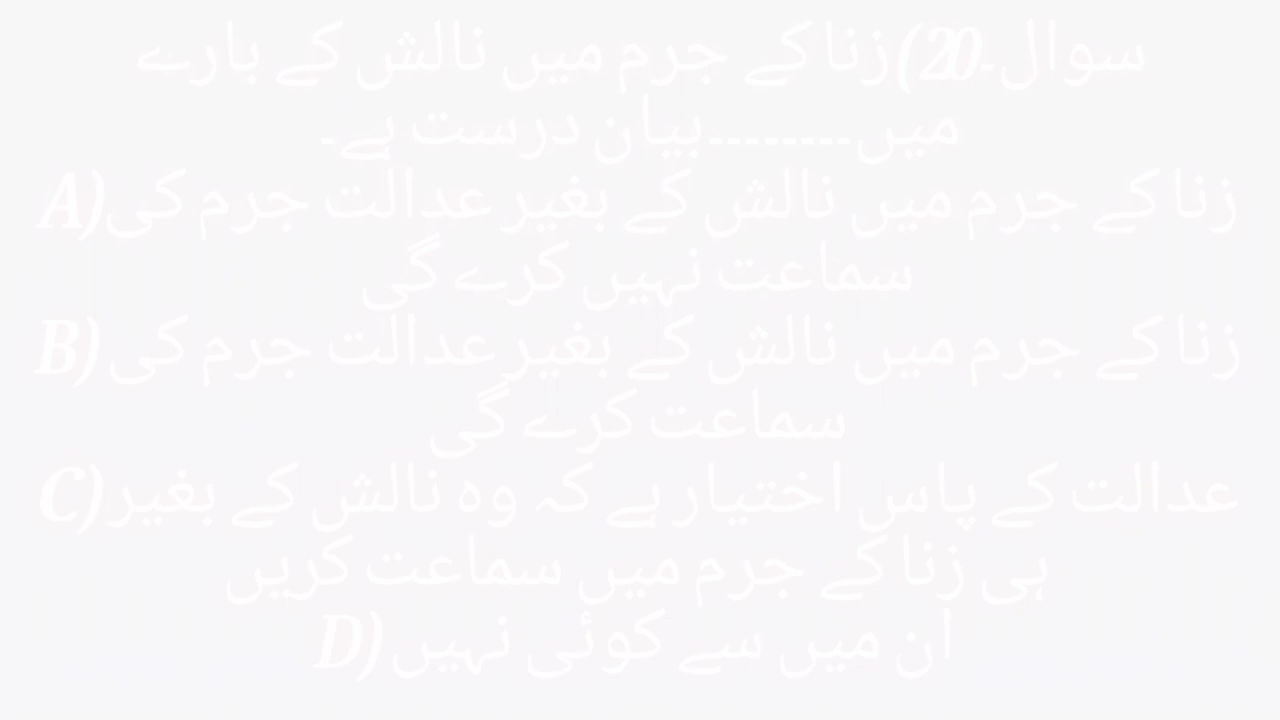 سوال۔20)زنا کے جرم میں نالش کے بارے
میں--------بیان درست ہے۔
A)زنا کے جرم میں نالش کے بغیر عدالت جرم کی
سماعت نہیں کرے گی
B)زنا کے جرم میں نالش کے بغیر عدالت جرم کی
سماعت کرے گی
C)عدالت کے پاس اختیار ہے کہ وہ نالش کے بغیر
ہی زنا کے جرم میں سماعت کریں
D)ان میں سے کوئی نہیں